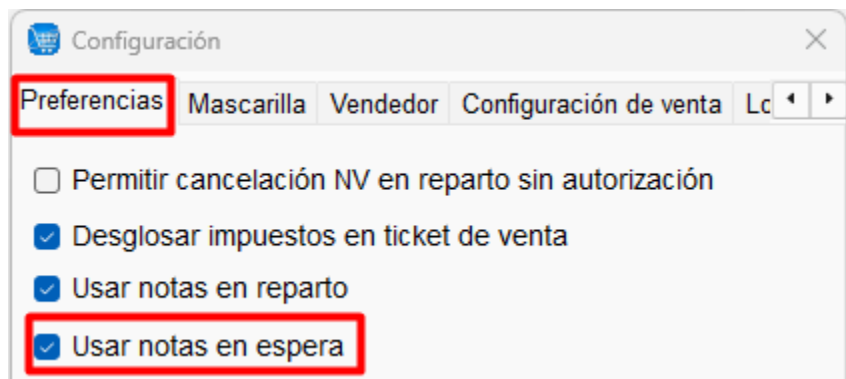 Configuración
Preferencias Mascarilla Vendedor Configuración de venta
Permitir cancelación NV en reparto sin autorización
Desglosar impuestos en ticket de venta
Usar notas en reparto
Usar notas en espera